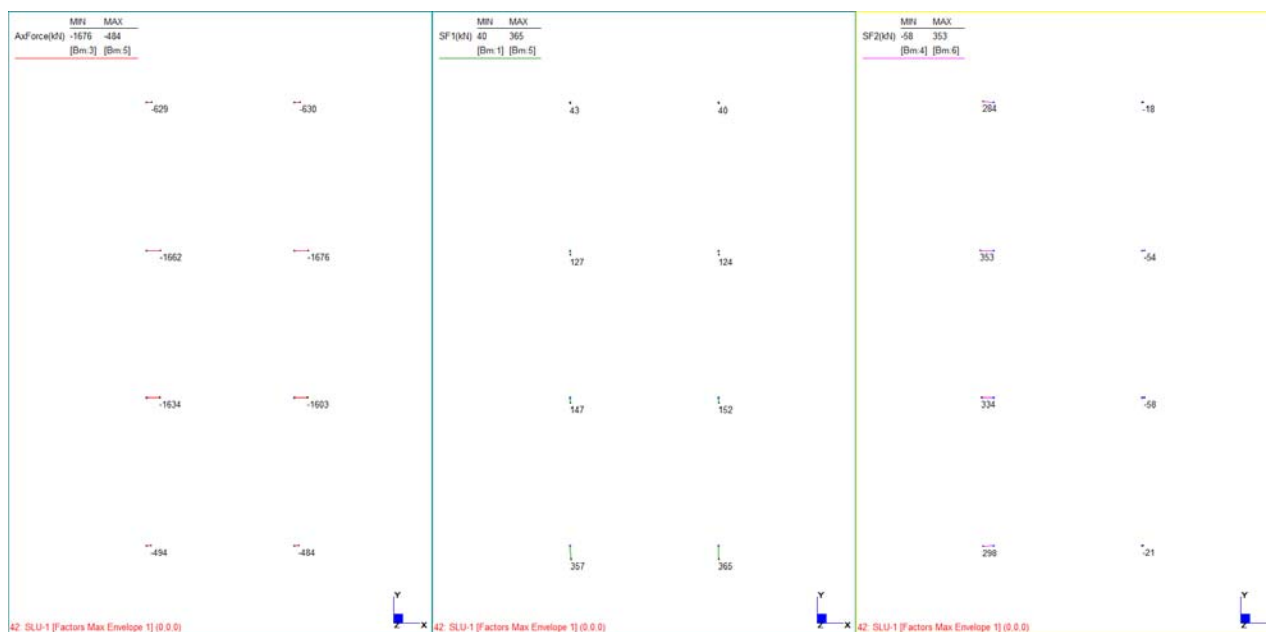 MIN MAX
AxForce(kN) -1676 -484
[Bm:3] [Bm:5]
-629 -630
-1662 -1676
-1634 -1603
-494 -484
Y
Z X
42: SLU-1 [Factors Max Envelope 1] (0,0,0)
MIN MAX
SF1(kN) 40 365
[Bm:1] [Bm:5]
43 40
127 124
147 152
357 365
Y
Z X
42: SLU-1 [Factors Max Envelope 1] (0,0,0)
MIN MAX
SF2(kN) -58 353
[Bm:4] [Bm:6]
284 -18
353 -54
334 -58
298 -21
Y
Z
42: SLU-1 [Factors Max Envelope 1] (0,0,0)